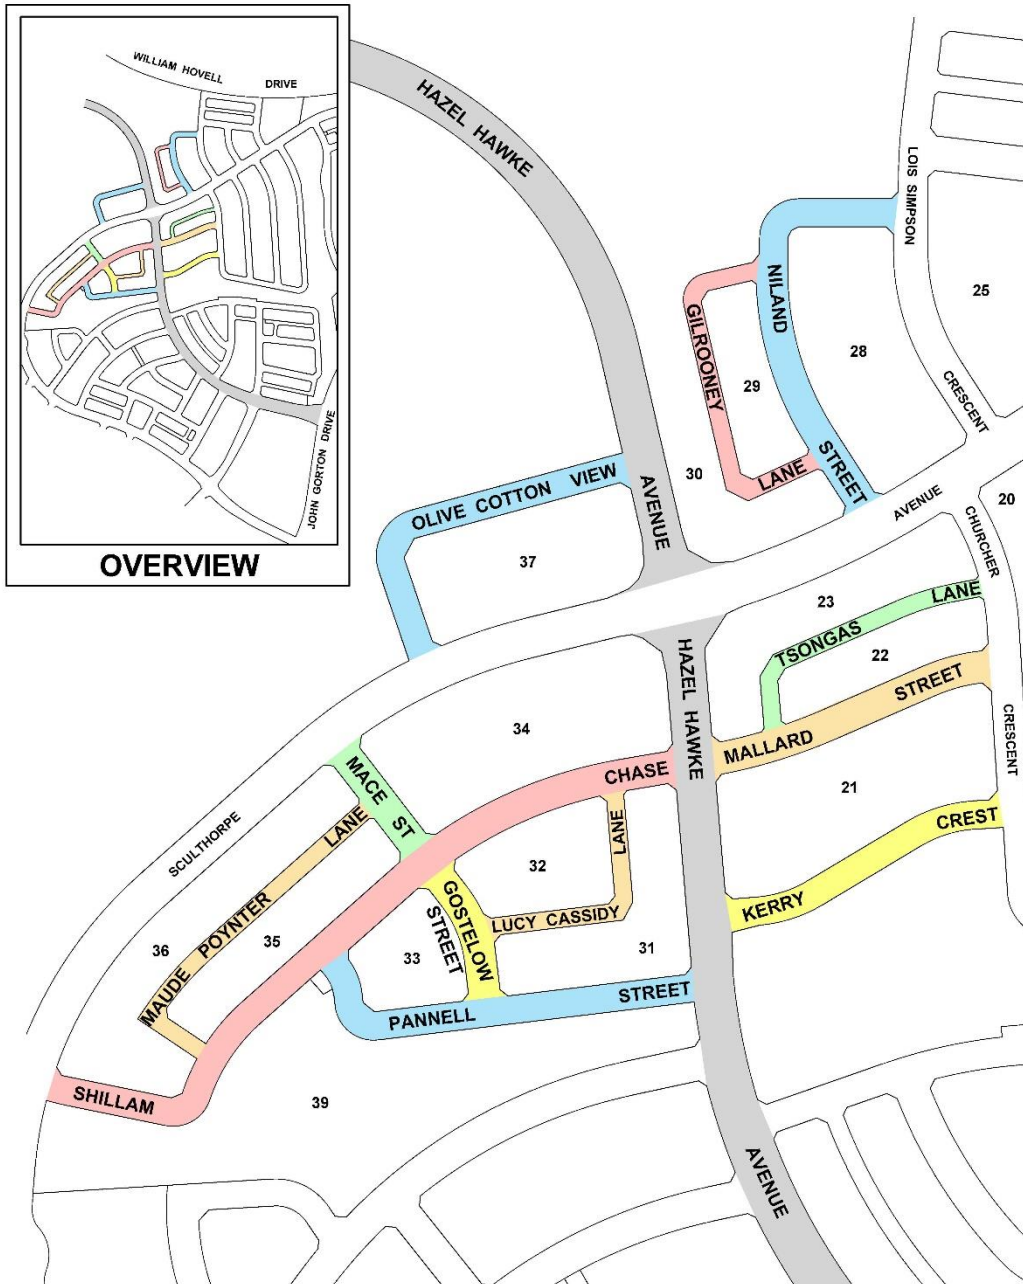 WILLIAM HOVELL DRIVE
JOHN GORTON DRIVE
OVERVIEW
HAZEL HAWKE
AVENUE
LOIS SIMPSON
CRESCENT
25
NILAND
STREET
28
GILROONEY
LANE
29
30
OLIVE COTTON VIEW
37
AVENUE
20
CHURCHER
CRESCENT
23
TSONGAS LANE
22
MALLARD STREET
21
HAZEL HAWKE
34
SHILLAM CHASE
MACE ST
SCULTHORPE
MAUDE POYNTER LANE
36
35
32
LUCY CASSIDY
LANE
GOSTELOW
STREET
33
31
KERRY CREST
PANNELL STREET
39
AVENUE